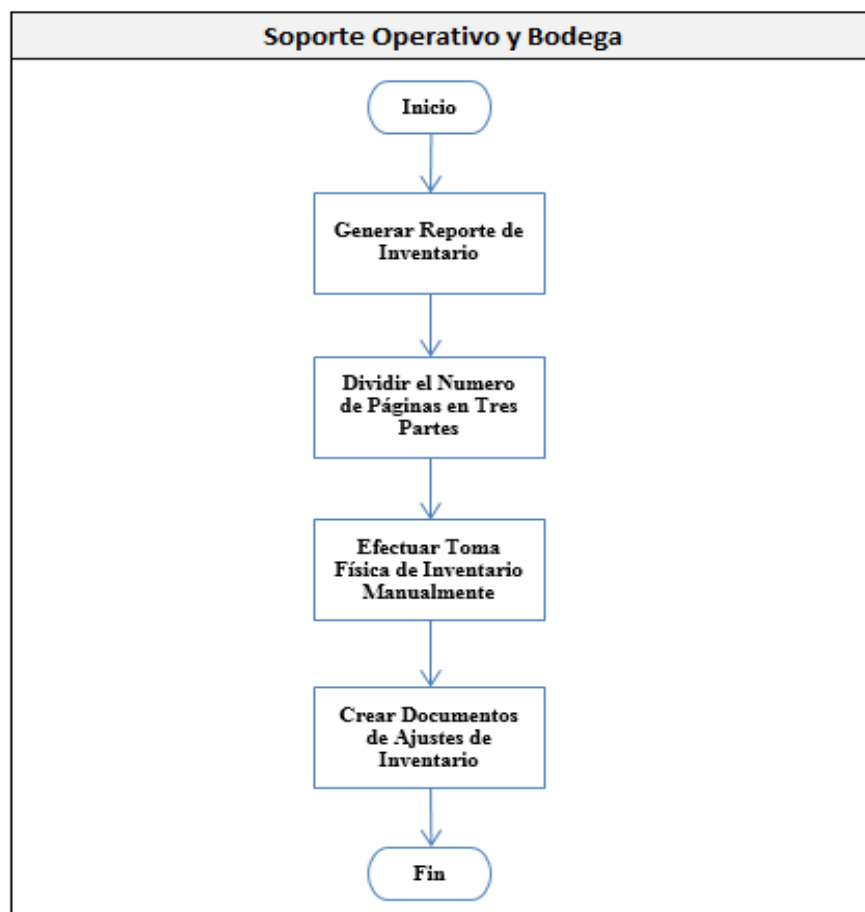 Soporte Operativo y Bodega
Inicio
Generar Reporte de
Inventario
Dividir el Numero
de Páginas en Tres
Partes
Efectuar Toma
Física de Inventario
Manualmente
Crear Documentos
de Ajustes de
Inventario
Fin